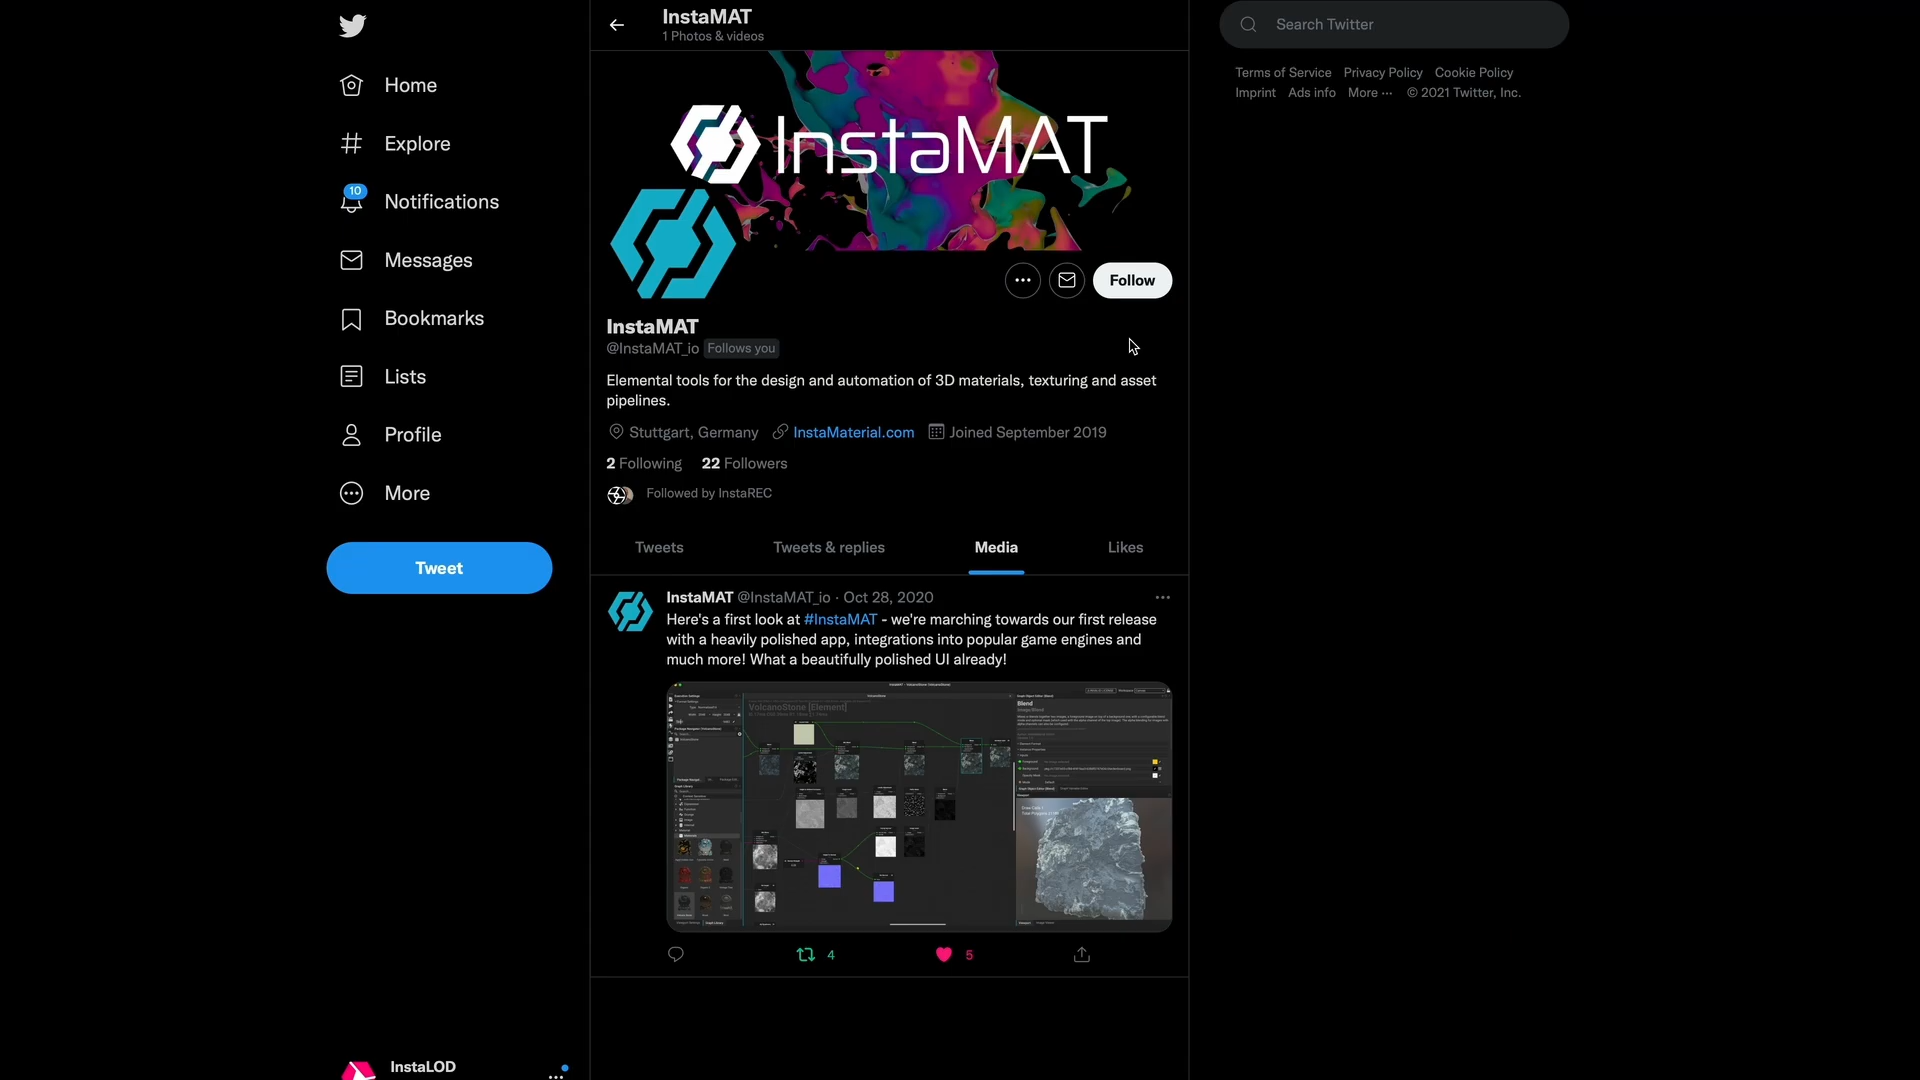 InstaMAT
1 Photos & videos
Search Twitter
Terms of Service Privacy Policy Cookie Policy
Imprint Ads info More ··· © 2021 Twitter, Inc.
Home
Explore
10
Notifications
Messages
Bookmarks
Lists
Profile
More
Tweet
InstaLOD
InstaMAT
Follow
InstaMAT
@InstaMAT_io Follows you
Elemental tools for the design and automation of 3D materials, texturing and asset
pipelines.
Stuttgart, Germany InstaMaterial.com Joined September 2019
2 Following 22 Followers
Followed by InstaREC
Tweets Tweets & replies Media Likes
InstaMAT @InstaMAT_io · Oct 28, 2020
Here's a first look at #InstaMAT - we're marching towards our first release
with a heavily polished app, integrations into popular game engines and
much more! What a beautifully polished UI already!
VolcanoStone [Element]
Blend
4 5